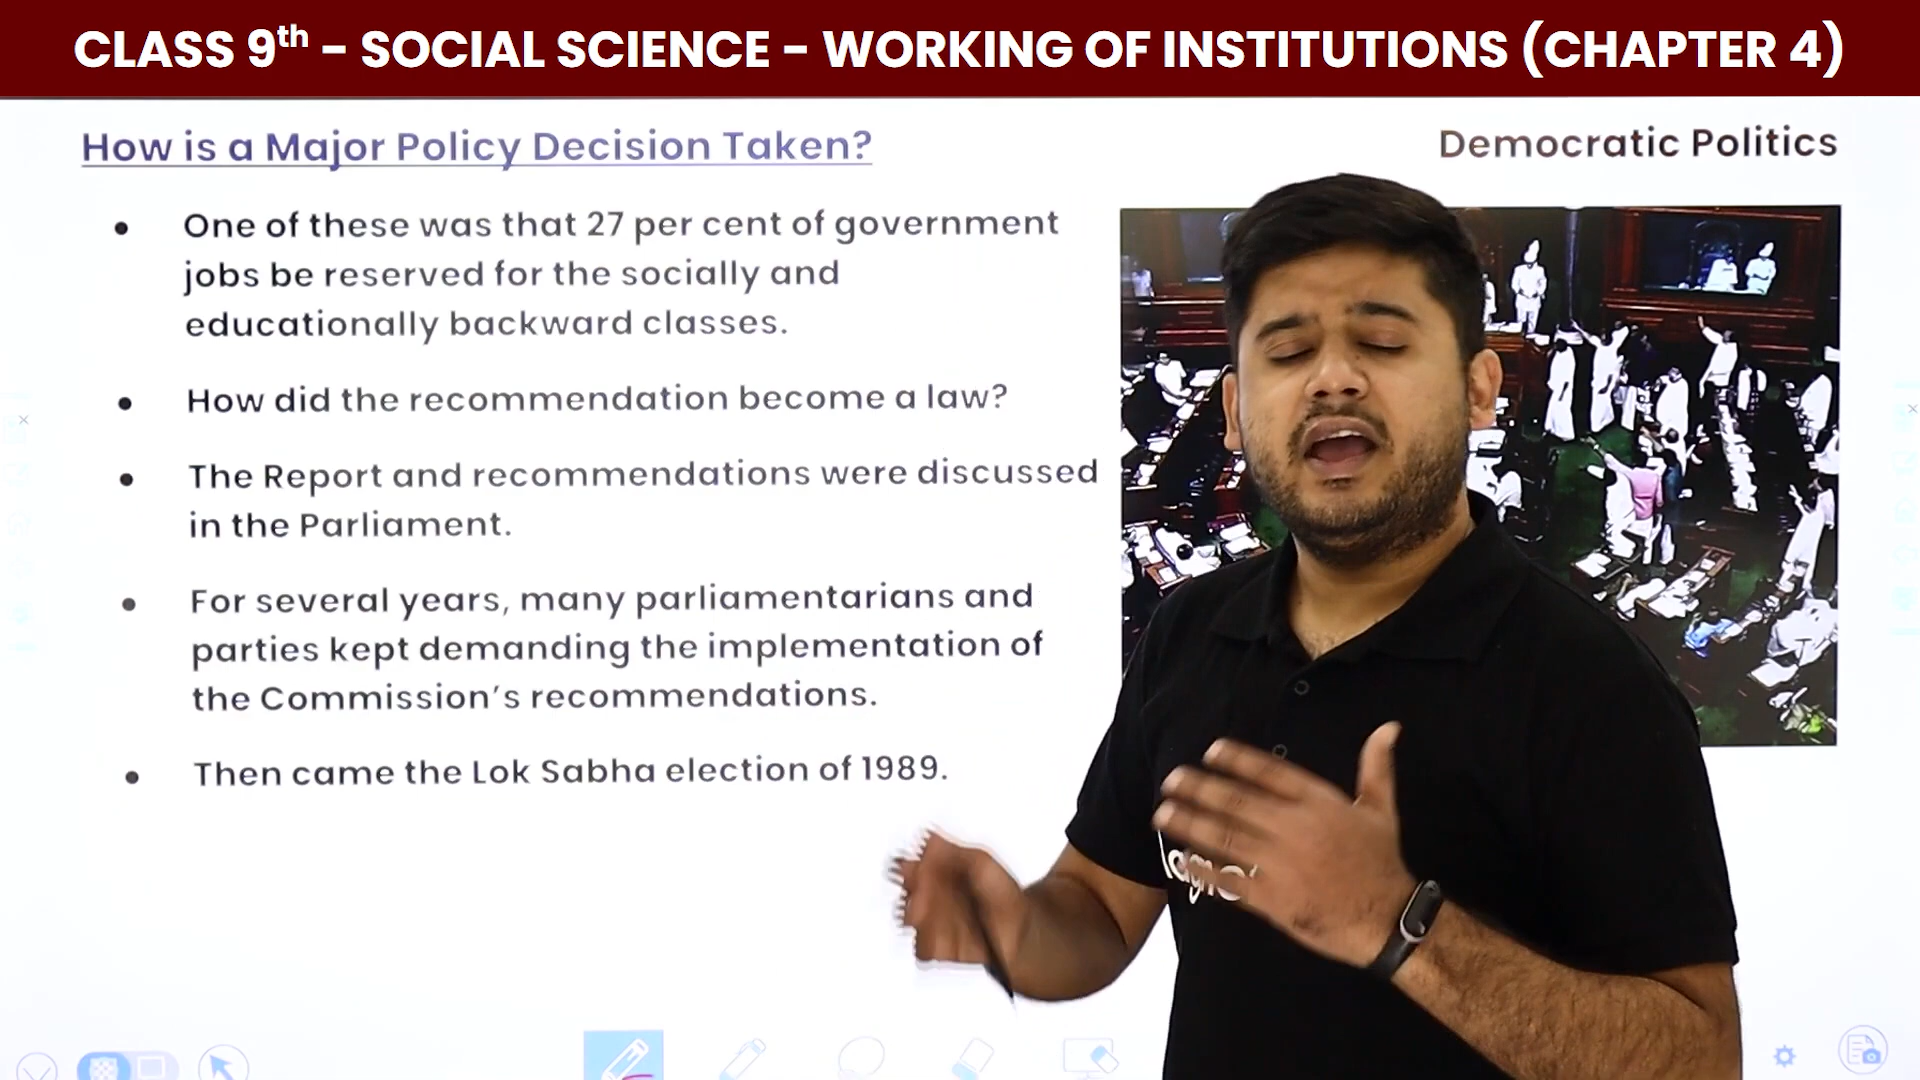 CLASS 9th – SOCIAL SCIENCE – WORKING OF INSTITUTIONS (CHAPTER 4)
How is a Major Policy Decision Taken?
Democratic Politics
• One of these was that 27 per cent of government
jobs be reserved for the socially and
educationally backward classes.
• How did the recommendation become a law?
• The Report and recommendations were discussed
in the Parliament.
• For several years, many parliamentarians and
parties kept demanding the implementation of
the Commission's recommendations.
• Then came the Lok Sabha election of 1989.